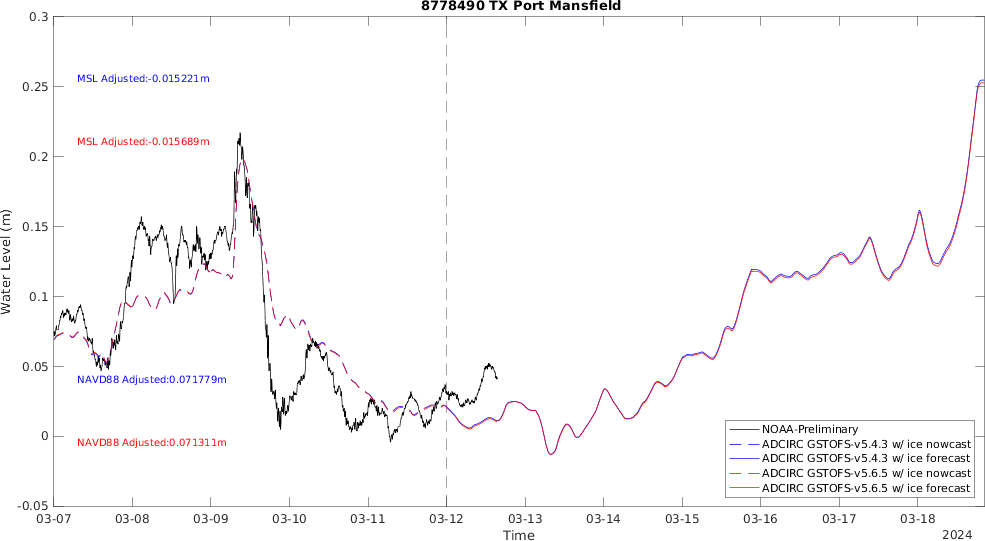 8778490 TX Port Mansfield
0.3
0.25
0.2
0.15
0.1
0.05
0
-0.05
Water Level (m)
MSL Adjusted:-0.015221m
MSL Adjusted:-0.015689m
NAVD88 Adjusted:0.071779m
NAVD88 Adjusted:0.071311m
NOAA-Preliminary
ADCIRC GSTOFS-v5.4.3 w/ ice nowcast
ADCIRC GSTOFS-v5.4.3 w/ ice forecast
ADCIRC GSTOFS-v5.6.5 w/ ice nowcast
ADCIRC GSTOFS-v5.6.5 w/ ice forecast
03-07 03-08 03-09 03-10 03-11 03-12 03-13 03-14 03-15 03-16 03-17 03-18
Time
2024